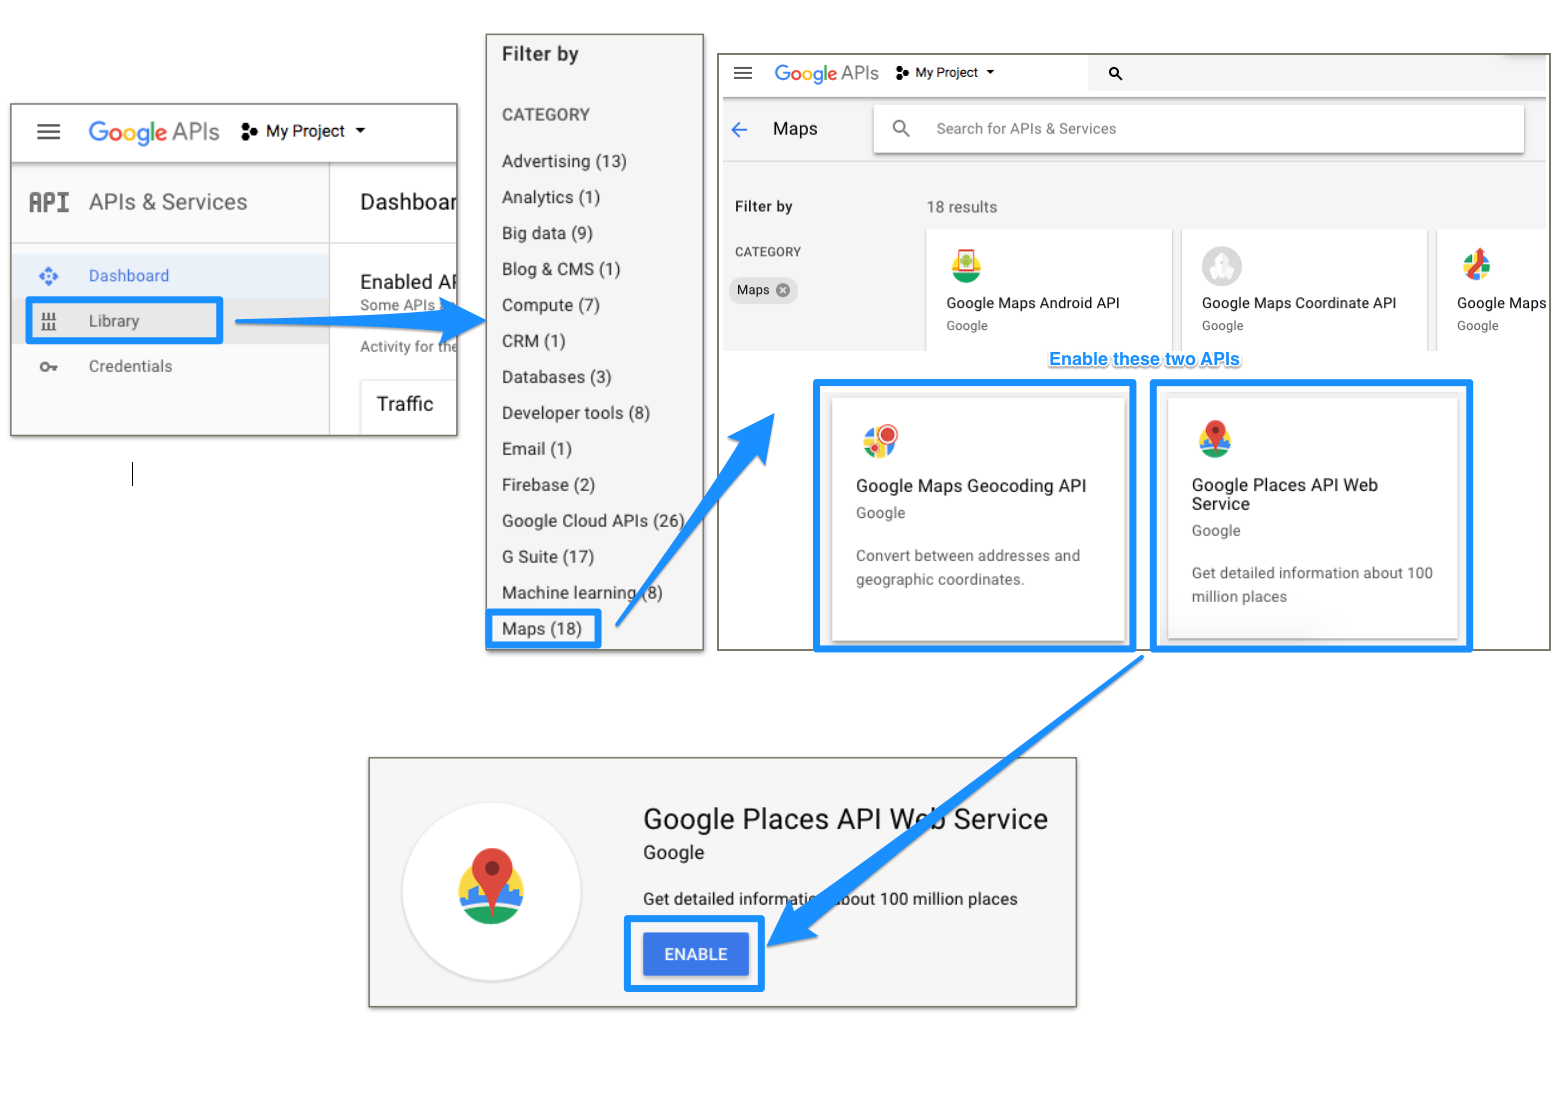 Google APIs My Project
API APIs & Services
Dashboard
Library
Credentials
Dashboar
Enabled AP
Some APIs
Activity for the
Traffic
Filter by
CATEGORY
Advertising (13)
Analytics (1)
Big data (9)
Blog & CMS (1)
Compute (7)
CRM (1)
Databases (3)
Developer tools (8)
Email (1)
Firebase (2)
Google Cloud APIs (26)
G Suite (17)
Machine learning (8)
Maps (18)
Google APIs My Project
Maps
Search for APIs & Services
Filter by
CATEGORY
Maps
18 results
Google Maps Android API
Google
Google Maps Coordinate API
Google
Google Maps
Google
Enable these two APIs
Google Maps Geocoding API
Google
Convert between addresses and
geographic coordinates.
Google Places API Web
Service
Google
Get detailed information about 100
million places
Google Places API Web Service
Google
Get detailed information about 100 million places
ENABLE